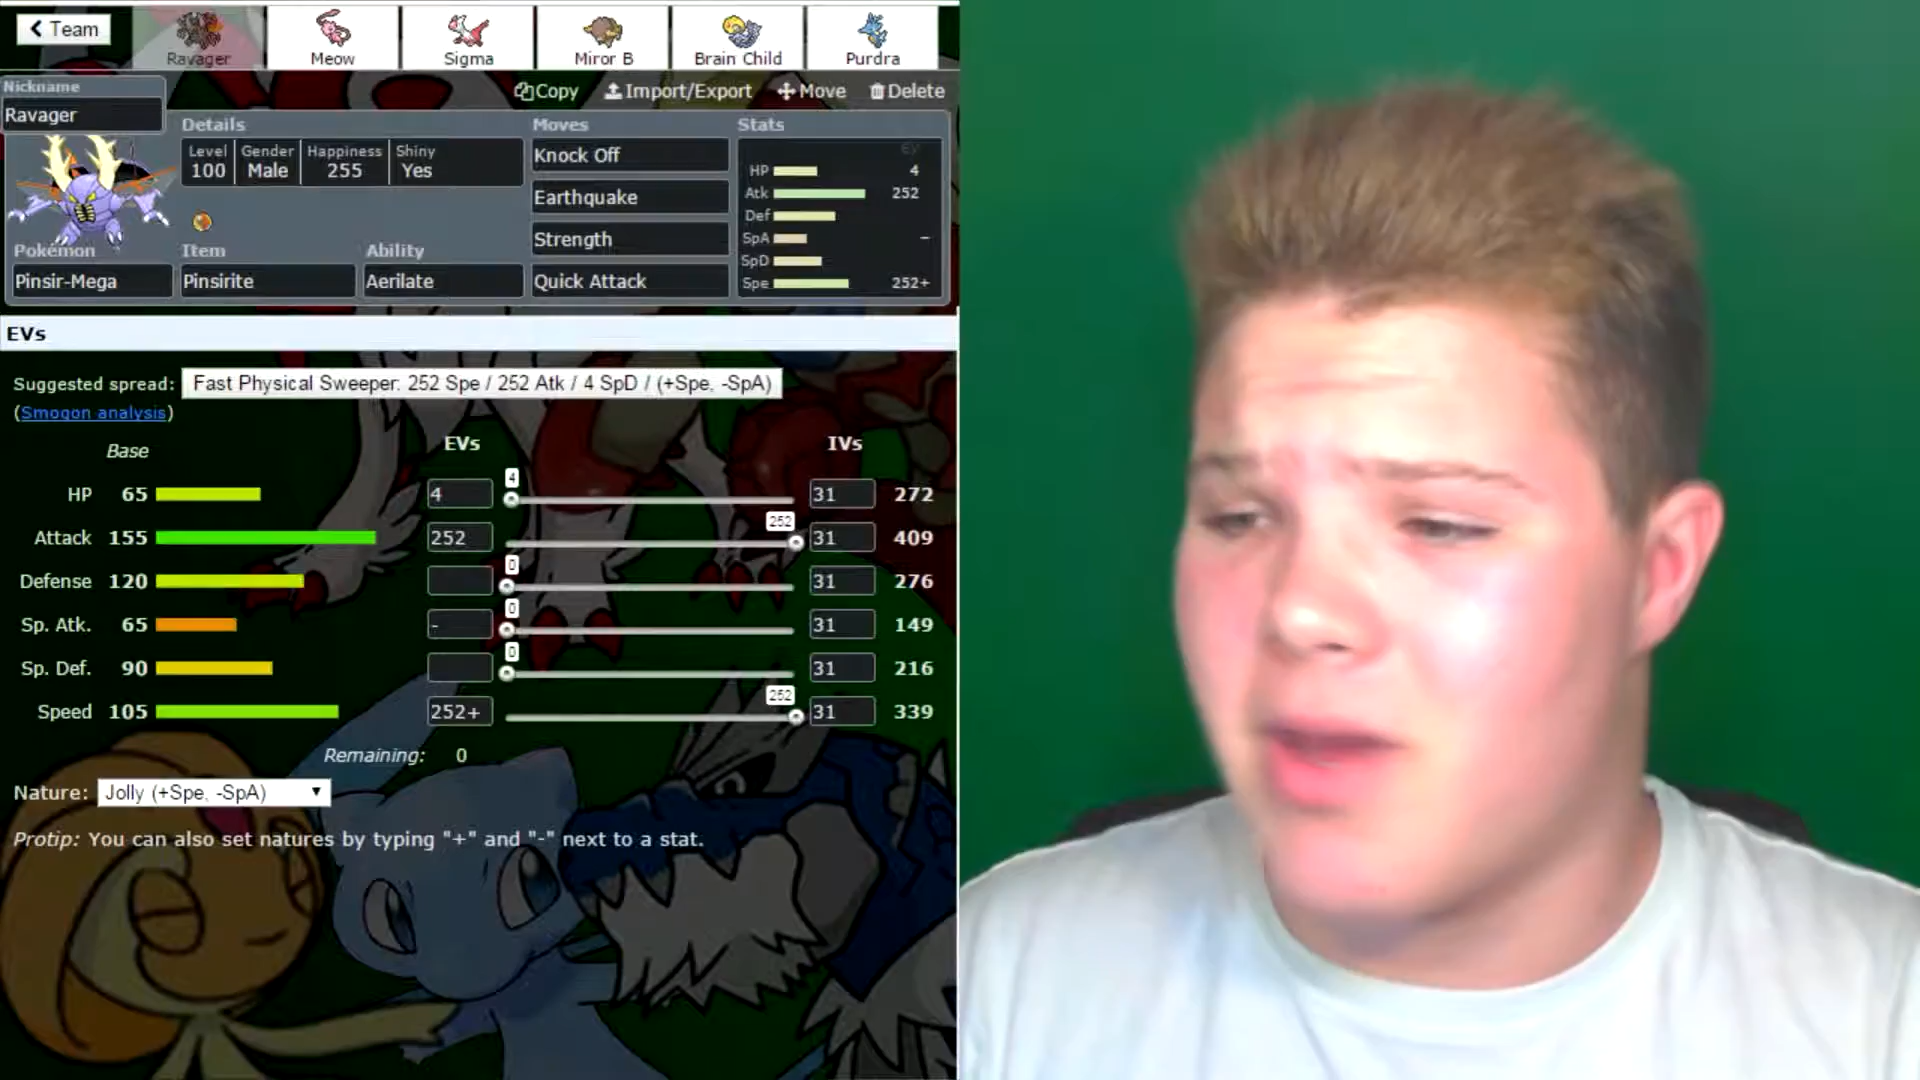 Team
Ravager
Meow
Sigma
Miror B
Brain Child
Purdra
Nickname
Ravager
Copy
Import/Export
Move
Delete
Details
Level
100
Gender
Male
Happiness
255
Shiny
Yes
Pokémon
Pinsir-Mega
Item
Pinsirite
Ability
Aerilate
Moves
Knock Off
Earthquake
Strength
Quick Attack
Stats
EV
HP 4
Atk 252
Def
SpA −
SpD
Spe 252+
EVs
Suggested spread: Fast Physical Sweeper: 252 Spe / 252 Atk / 4 SpD / (+Spe, -SpA)
(Smogon analysis)
Base EVs IVs
HP 65 4 4 31 272
Attack 155 252 252 31 409
Defense 120 0 31 276
Sp. Atk. 65 - 0 31 149
Sp. Def. 90 0 31 216
Speed 105 252+ 252 31 339
Remaining: 0
Nature: Jolly (+Spe, -SpA)
Protip: You can also set natures by typing "+" and "-" next to a stat.